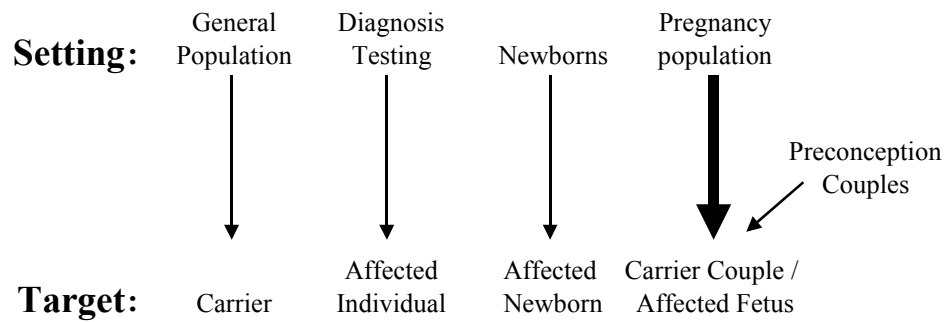 Setting:
General
Population
Diagnosis
Testing
Newborns
Pregnancy
population
Preconception
Couples
Target:
Carrier
Affected
Individual
Affected
Newborn
Carrier Couple /
Affected Fetus